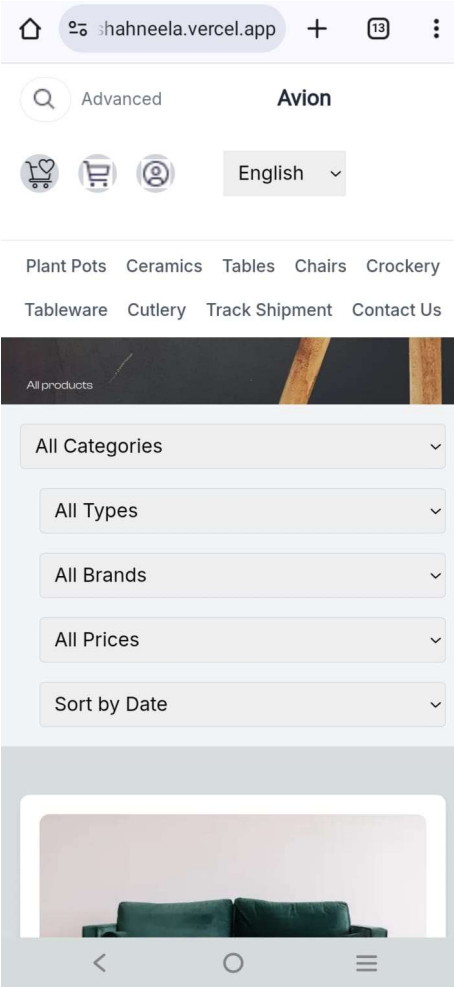 shahneela.vercel.app
13
Advanced
Avion
English
Plant Pots Ceramics Tables Chairs Crockery
Tableware Cutlery Track Shipment Contact Us
All products
All Categories
All Types
All Brands
All Prices
Sort by Date